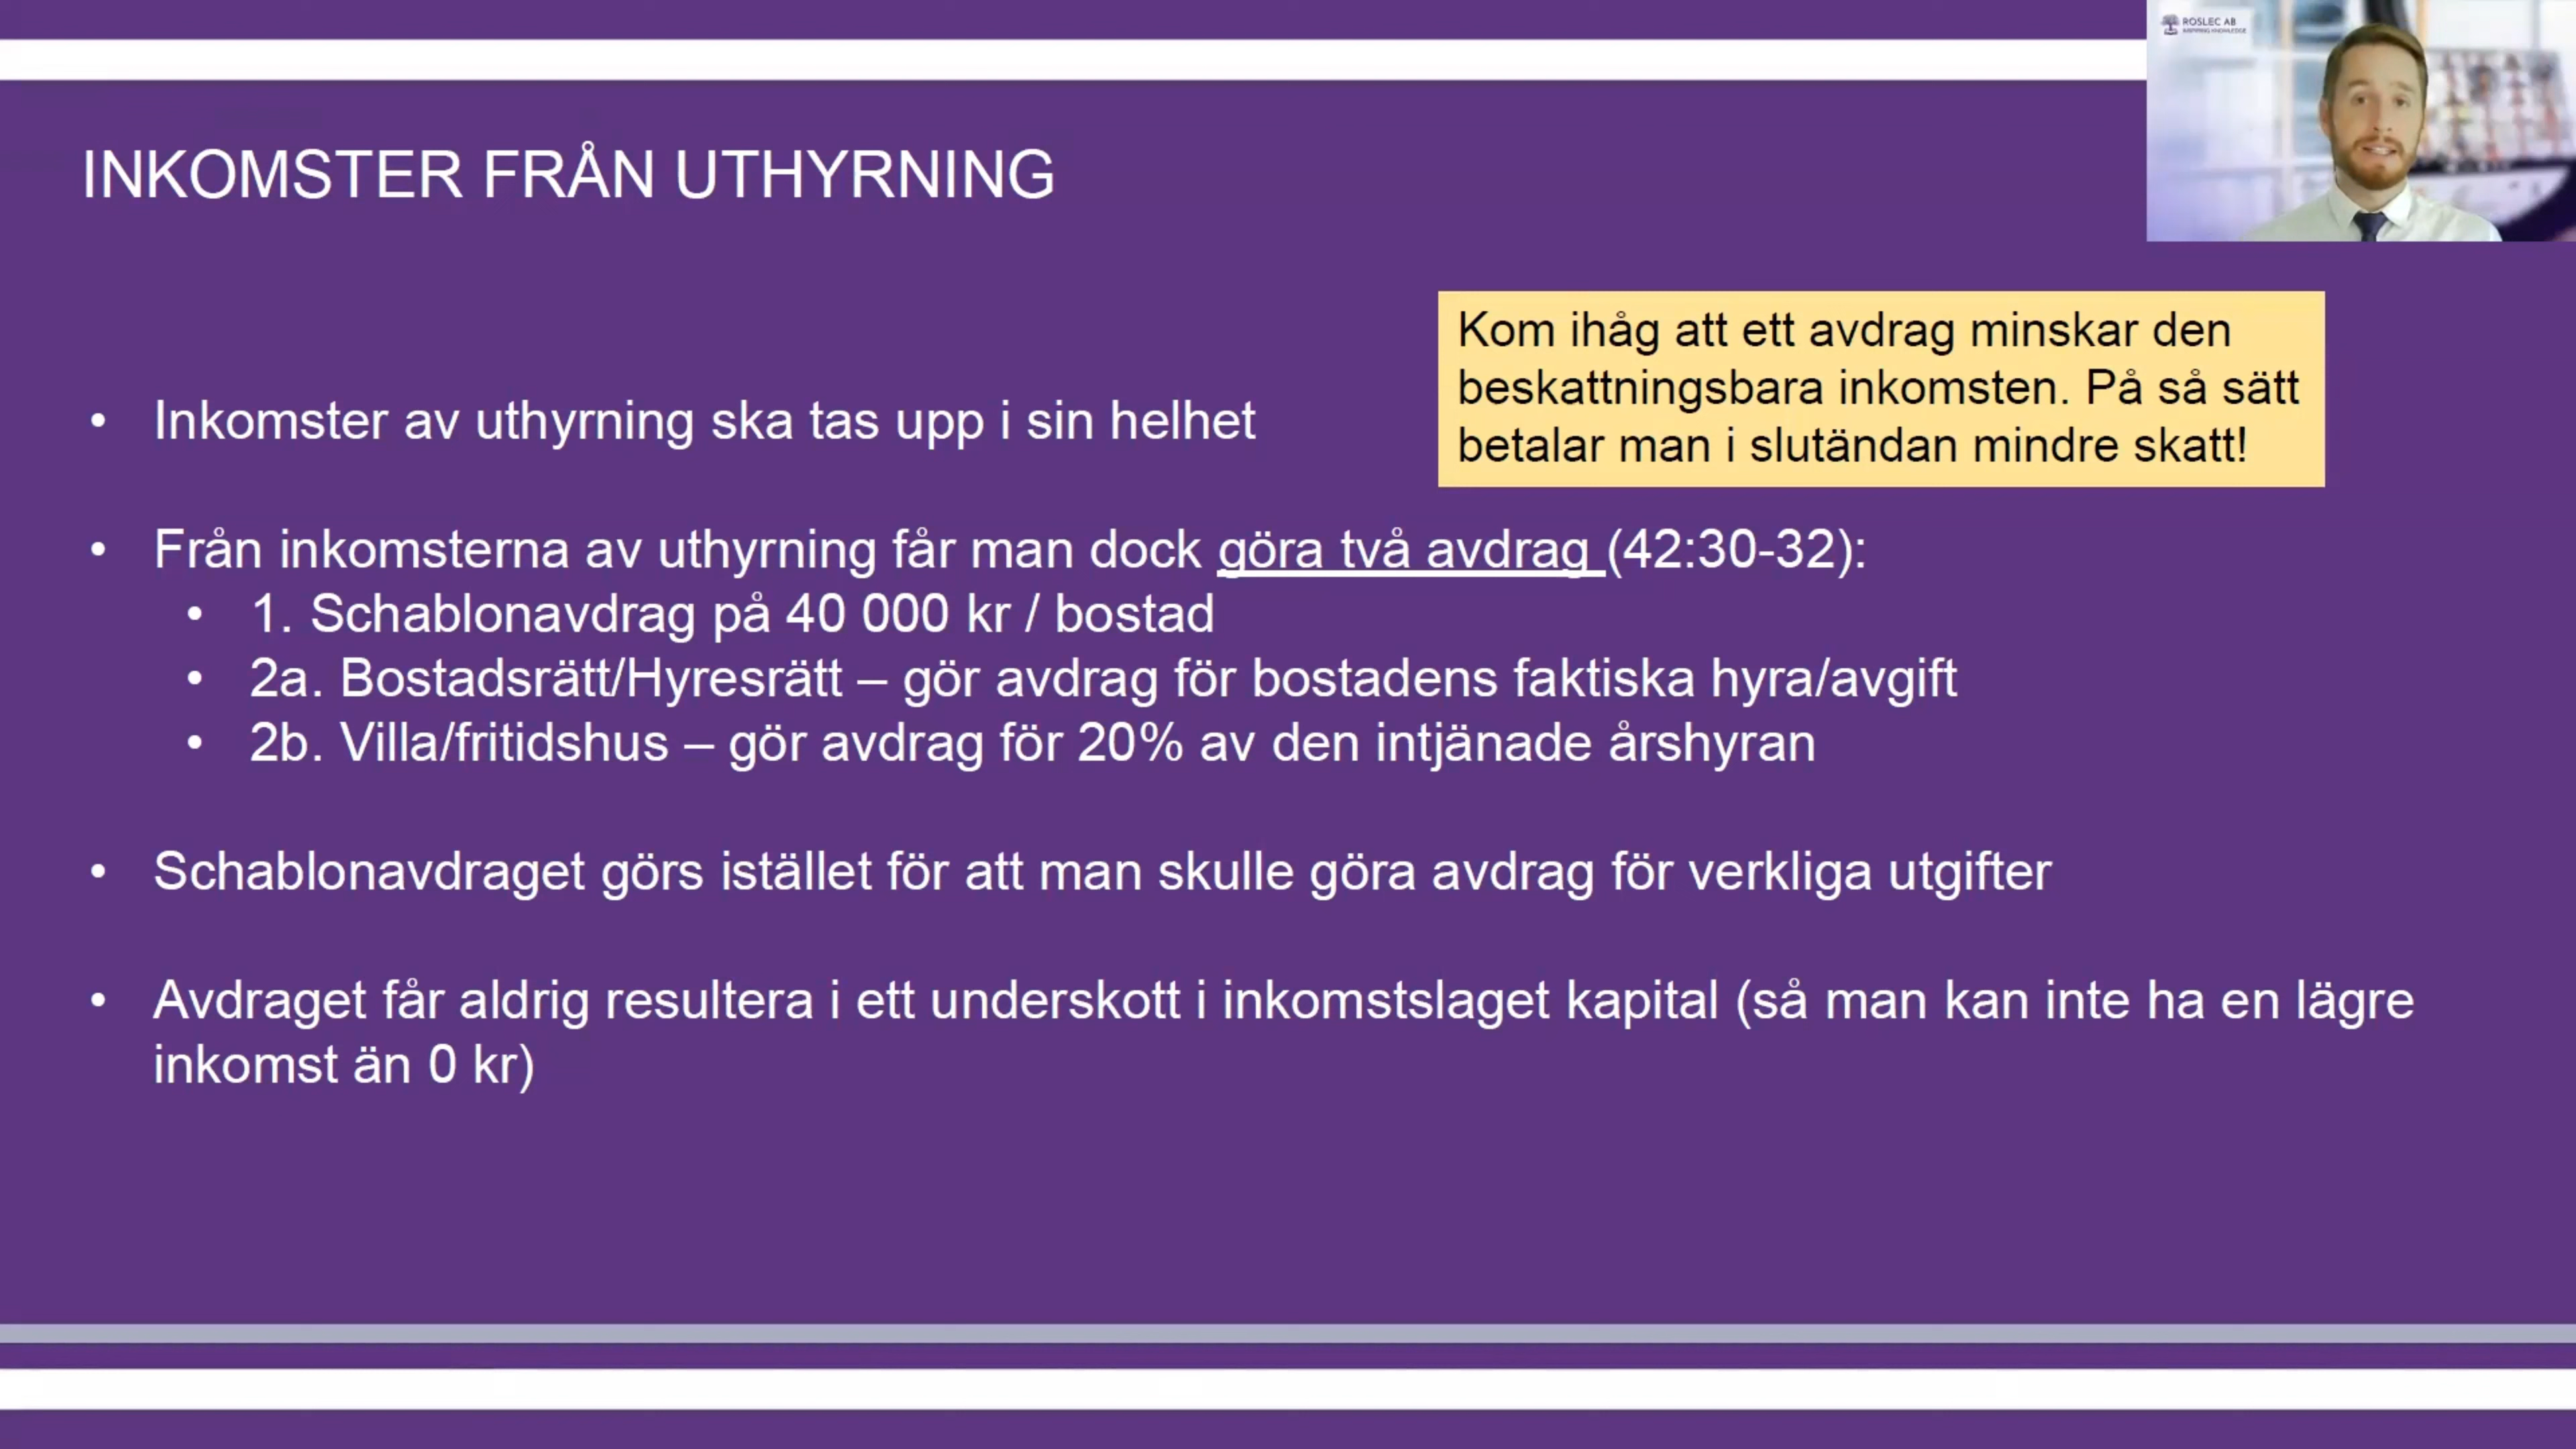 ROSLEC AB
INSPIRING KNOWLEDGE
INKOMSTER FRÅN UTHYRNING
Kom ihåg att ett avdrag minskar den
beskattningsbara inkomsten. På så sätt
betalar man i slutändan mindre skatt!
• Inkomster av uthyrning ska tas upp i sin helhet
• Från inkomsterna av uthyrning får man dock göra två avdrag (42:30-32):
• 1. Schablonavdrag på 40 000 kr / bostad
• 2a. Bostadsrätt/Hyresrätt – gör avdrag för bostadens faktiska hyra/avgift
• 2b. Villa/fritidshus – gör avdrag för 20% av den intjänade årshyran
• Schablonavdraget görs istället för att man skulle göra avdrag för verkliga utgifter
• Avdraget får aldrig resultera i ett underskott i inkomstslaget kapital (så man kan inte ha en lägre
inkomst än 0 kr)